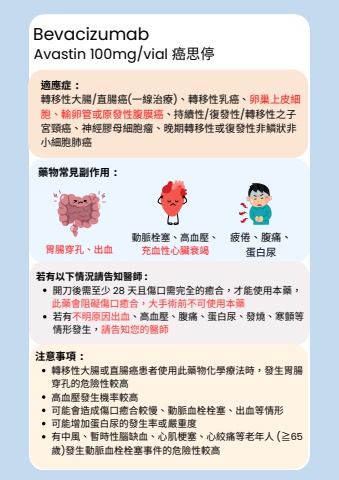 Bevacizumab
Avastin 100mg/vial 癌思停
適應症：
轉移性大腸/直腸癌(一線治療)、轉移性乳癌、卵巢上皮細
胞、輸卵管或原發性腹膜癌、持續性/復發性/轉移性之子
宮頸癌、神經膠母細胞瘤、晚期轉移性或復發性非鱗狀非
小細胞肺癌
藥物常見副作用：
胃腸穿孔、出血
動脈栓塞、高血壓、
充血性心臟衰竭
疲倦、腹痛、
蛋白尿
若有以下情況請告知醫師：
• 開刀後需至少 28 天且傷口需完全的癒合，才能使用本藥，
此藥會阻礙傷口癒合，大手術前不可使用本藥
• 若有不明原因出血、高血壓、腹痛、蛋白尿、發燒、寒顫等
情形發生，請告知您的醫師
注意事項：
• 轉移性大腸或直腸癌患者使用此藥物化學療法時，發生胃腸
穿孔的危險性較高
• 高血壓發生機率較高
• 可能會造成傷口癒合較慢、動脈血栓栓塞、出血等情形
• 可能增加蛋白尿的發生率或嚴重度
• 有中風、暫時性腦缺血、心肌梗塞、心絞痛等老年人 (≧65
歲)發生動脈血栓栓塞事件的危險性較高